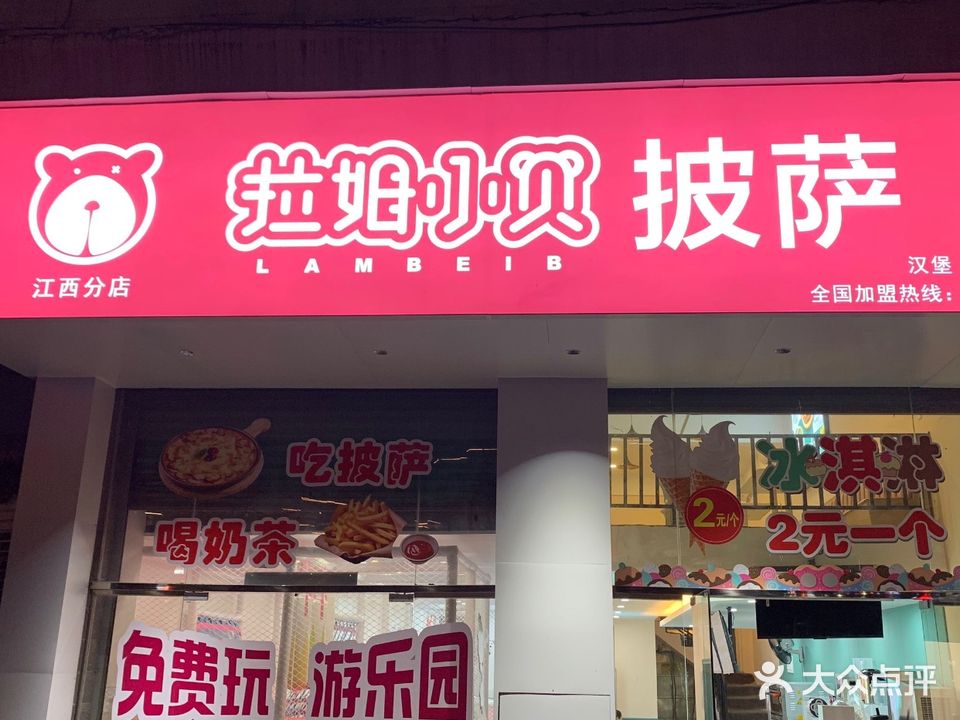 拉姆小贝 披萨
LAMBEIB
江西分店
汉堡
全国加盟热线：
吃披萨
喝奶茶
冰淇淋
2元/个
2元一个
免费玩 游乐园
大众点评